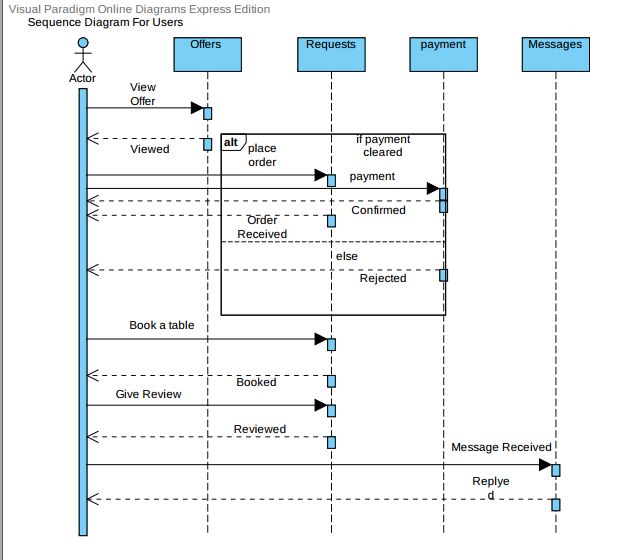 Visual Paradigm Online Diagrams Express Edition
Sequence Diagram For Users
Offers
Requests
payment
Messages
Actor
View
Offer
Viewed
alt
place
order
if payment
cleared
payment
Confirmed
Order
Received
else
Rejected
Book a table
Booked
Give Review
Reviewed
Message Received
Replye
d